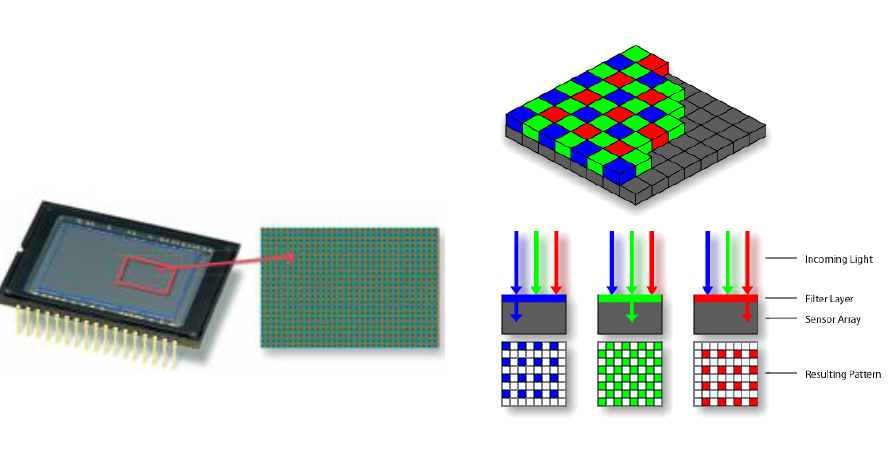 Incoming Light
Filter Layer
Sensor Array
Resulting Pattern